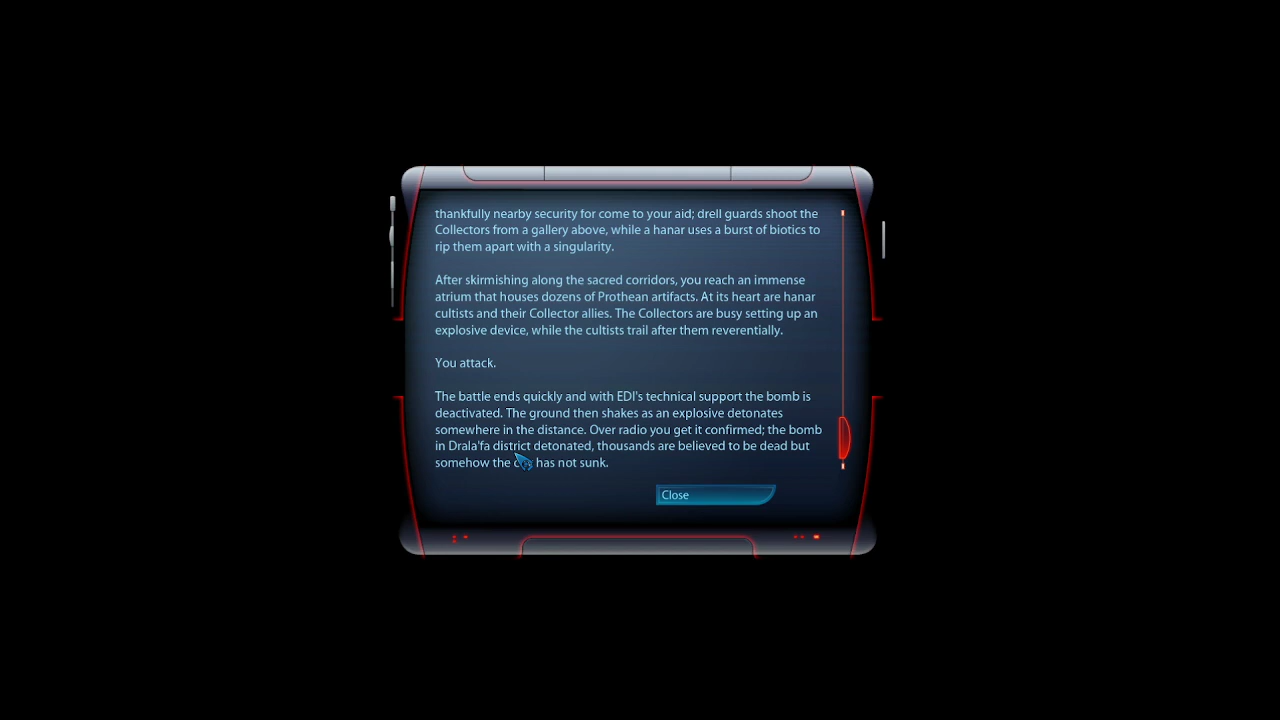 thankfully nearby security for come to your aid; drell guards shoot the
Collectors from a gallery above, while a hanar uses a burst of biotics to
rip them apart with a singularity.
After skirmishing along the sacred corridors, you reach an immense
atrium that houses dozens of Prothean artifacts. At its heart are hanar
cultists and their Collector allies. The Collectors are busy setting up an
explosive device, while the cultists trail after them reverentially.
You attack.
The battle ends quickly and with EDI's technical support the bomb is
deactivated. The ground then shakes as an explosive detonates
somewhere in the distance. Over radio you get it confirmed; the bomb
in Drala'fa district detonated, thousands are believed to be dead but
somehow the has not sunk.
Close